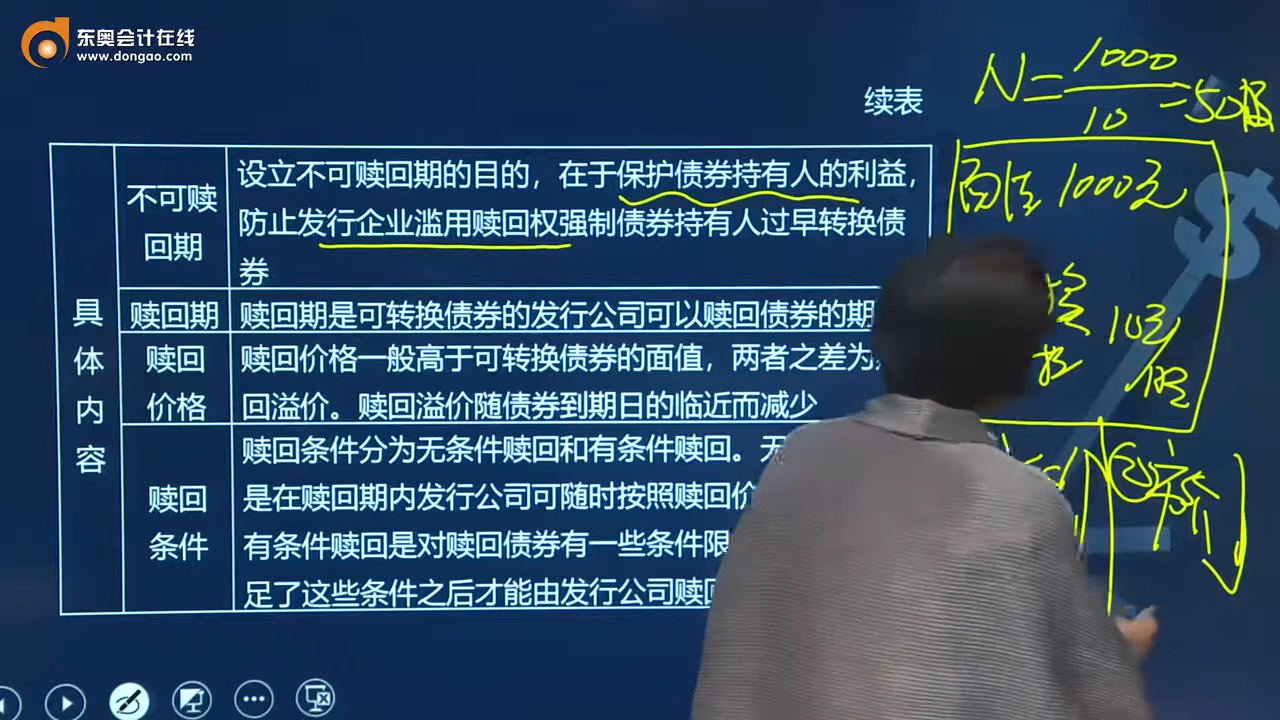 东奥会计在线
www.dongao.com
续表
具体内容
不可赎回期
设立不可赎回期的目的，在于保护债券持有人的利益，
防止发行企业滥用赎回权强制债券持有人过早转换债
券
赎回期
赎回期是可转换债券的发行公司可以赎回债券的期
赎回
价格
赎回价格一般高于可转换债券的面值，两者之差为
回溢价。赎回溢价随债券到期日的临近而减少
赎回
条件
赎回条件分为无条件赎回和有条件赎回。无
是在赎回期内发行公司可随时按照赎回价
有条件赎回是对赎回债券有一些条件限
足了这些条件之后才能由发行公司赎回
N=1000/10=50股
面值1000元
换
10元
/股